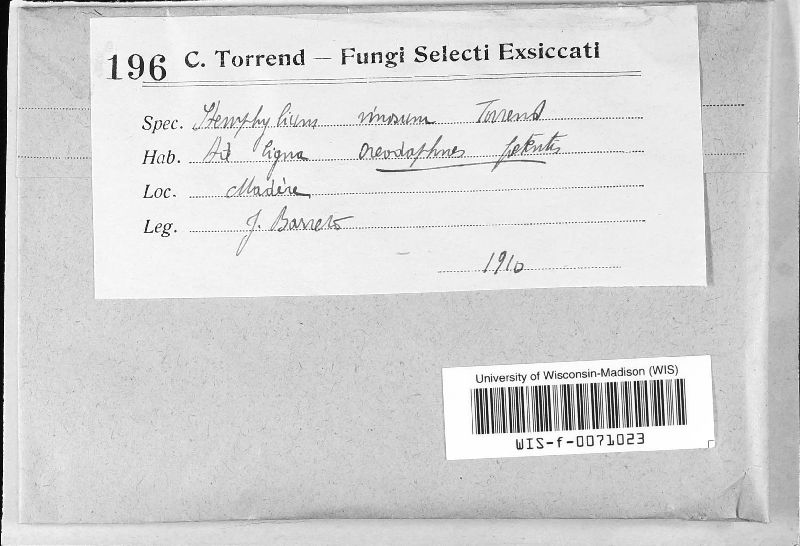 196 C. Torrend — Fungi Selecti Exsiccati
Spec. Stemphylium vinosum Torrend
Hab. Ad ligna Oreodaphnes fetentis
Loc. Madère
Leg. J. Barreto
1910
University of Wisconsin-Madison (WIS)
WIS-f-0071023